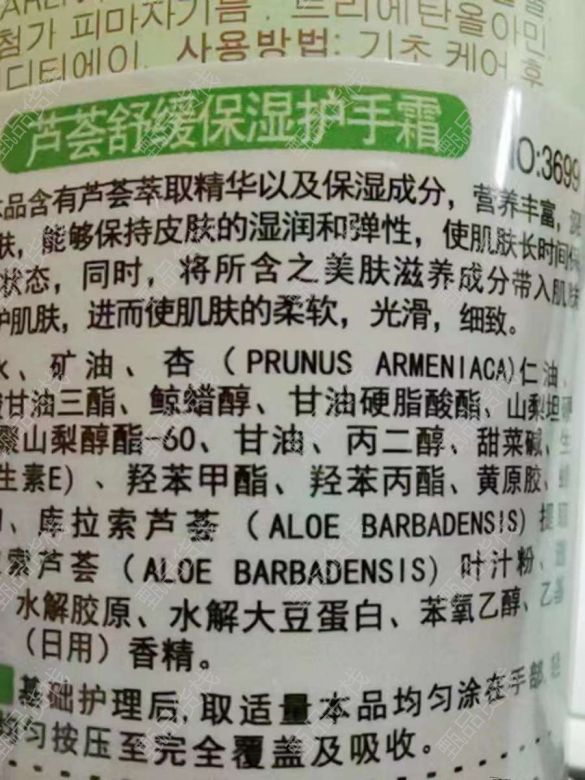 첨가 피마자기름. 트리에탄올아민,
디티에이. 사용방법: 기초 케어 후
芦荟舒缓保湿护手霜
NO:3699
品含有芦荟萃取精华以及保湿成分，营养丰富，
肤，能够保持皮肤的湿润和弹性，使肌肤长时间
状态，同时，将所含之美肤滋养成分带入肌肤
护肌肤，进而使肌肤的柔软，光滑，细致。
水、矿油、杏（PRUNUS ARMENIACA)仁油、
酸甘油三酯、鲸蜡醇、甘油硬脂酸酯、山梨坦硬
聚山梨醇酯-60、甘油、丙二醇、甜菜碱、生
生素E）、羟苯甲酯、羟苯丙酯、黄原胶、
、库拉索芦荟（ALOE BARBADENSIS）提
索芦荟（ALOE BARBADENSIS）叶汁粉、
水解胶原、水解大豆蛋白、苯氧乙醇、乙基
（日用）香精。
基础护理后,取适量本品均匀涂在手部,轻
均匀按压至完全覆盖及吸收。